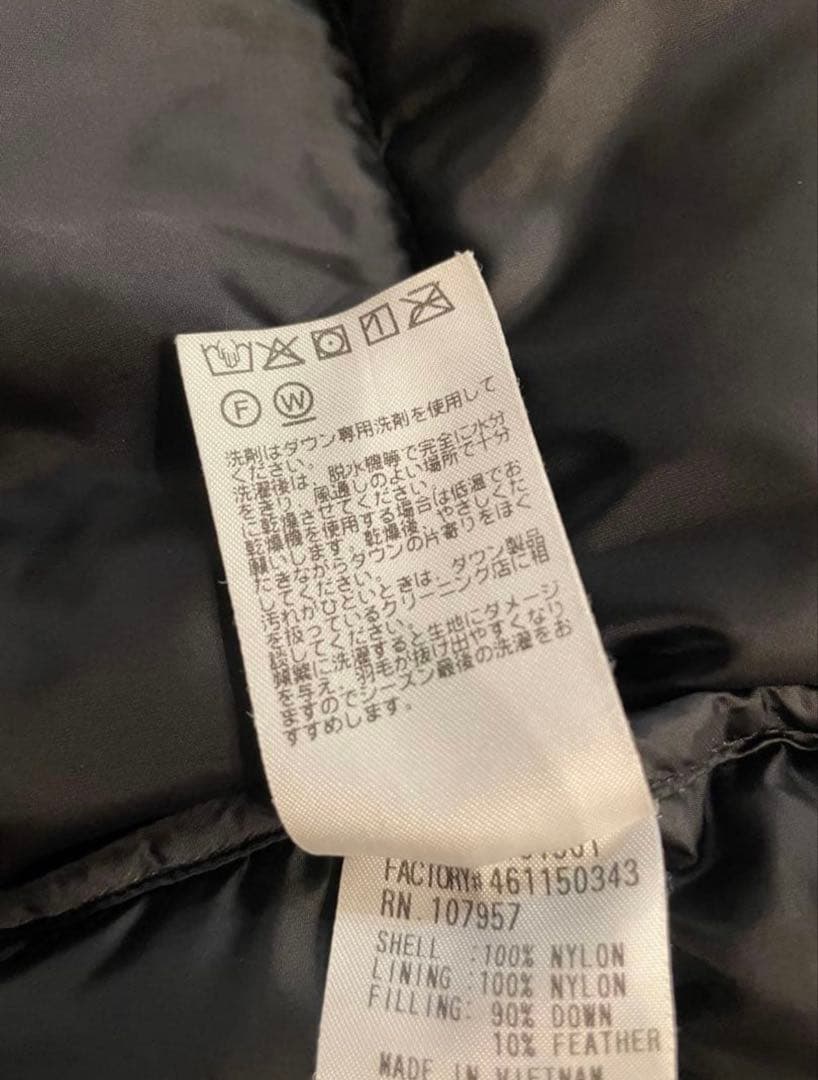 F W
洗剤はダウン専用洗剤を使用して
ください。
洗濯後は、脱水機等で完全に水分
をきり、風通しのよい場所で十分
に乾燥させてください。
乾燥機を使用する場合は低温でお
願いします。乾燥後、やさしくた
たきながらダウンの片寄りをほぐ
してください。
汚れがひどいときは、ダウン製品
を扱っているクリーニング店に相
談してください。
頻繁に洗濯すると生地にダメージ
を与え、羽毛が抜け出やすくなり
ますのでシーズン最後の洗濯をお
すすめします。
FACTORY# 461150343
RN.107957
SHELL :100% NYLON
LINING :100% NYLON
FILLING: 90% DOWN
10% FEATHER
MADE IN VIETNAM